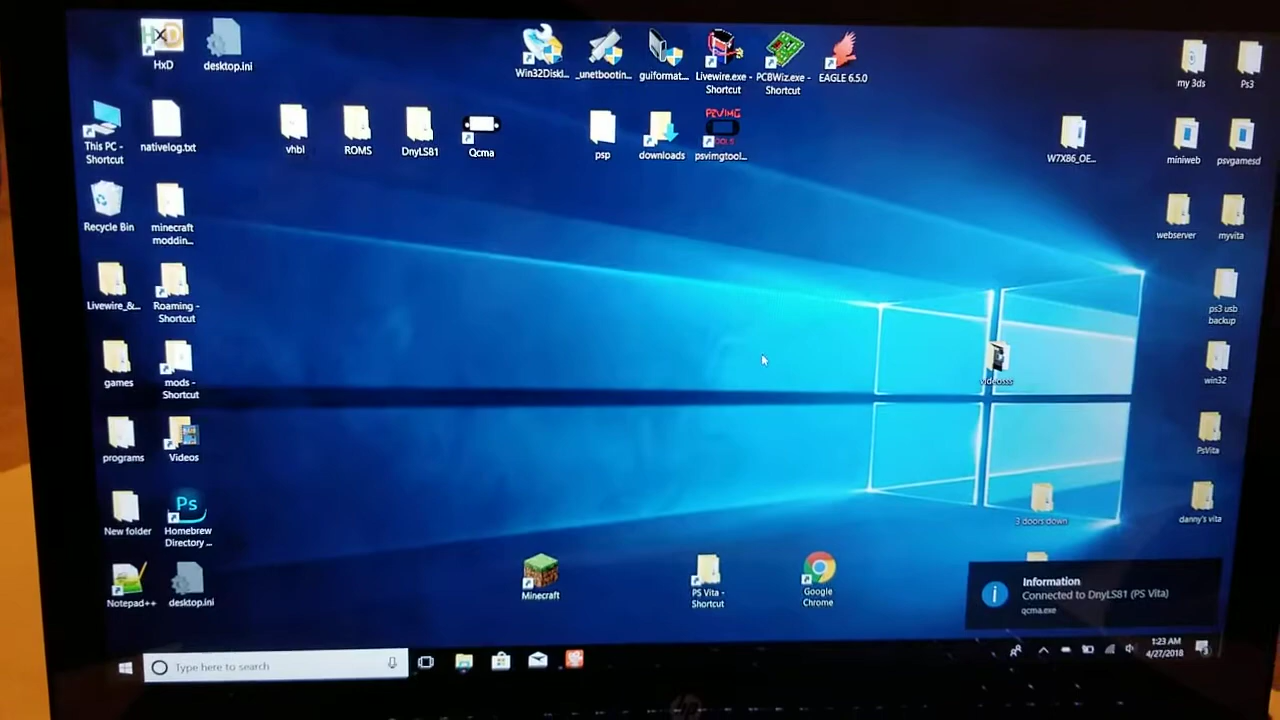 HxD
desktop.ini
Win32Diskl...
_unetbootin...
guiformat...
Livewire.exe -
Shortcut
PCBWiz.exe -
Shortcut
EAGLE 6.5.0
my 3ds
Ps3
This PC -
Shortcut
nativelog.txt
vhbl
ROMS
DnyLS81
Qcma
psp
downloads
PSVIMG
psvimgtool...
W7X86_OE...
miniweb
psvgamesd
Recycle Bin
minecraft
moddin...
webserver
myvita
Livewire_&...
Roaming -
Shortcut
ps3 usb
backup
games
mods -
Shortcut
videosss
win32
programs
Videos
PsVita
New folder
Ps
Homebrew
Directory ...
3 doors down
danny's vita
Notepad++
desktop.ini
Minecraft
PS Vita -
Shortcut
Google
Chrome
Information
Connected to DnyLS81 (PS Vita)
qcma.exe
Type here to search
1:23 AM
4/27/2018